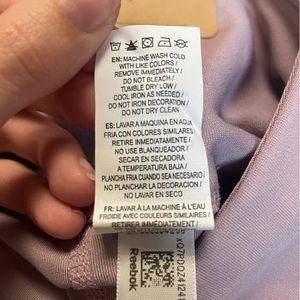 EN: MACHINE WASH COLD
WITH LIKE COLORS /
REMOVE IMMEDIATELY /
DO NOT BLEACH /
TUMBLE DRY LOW /
COOL IRON AS NEEDED /
DO NOT IRON DECORATION /
DO NOT DRY CLEAN
ES: LAVAR A MAQUINA EN AQUA
FRIA CON COLORES SIMILARES /
RETIRE INMEDIATAMENTE /
NO USE BLANQUEADOR /
SECAR EN SECADORA
A TEMPERATURA BAJA /
PLANCHA FRIA CUANDO SEA NECESARIO /
NO PLANCHAR LA DECORACION /
NO LAVAR EN SECO
FR: LAVER À LA MACHINE À L'EAU
FROIDE AVEC COULEURS SIMILAIRES /
RETIRER IMMÉDIATEMENT /
Reebok